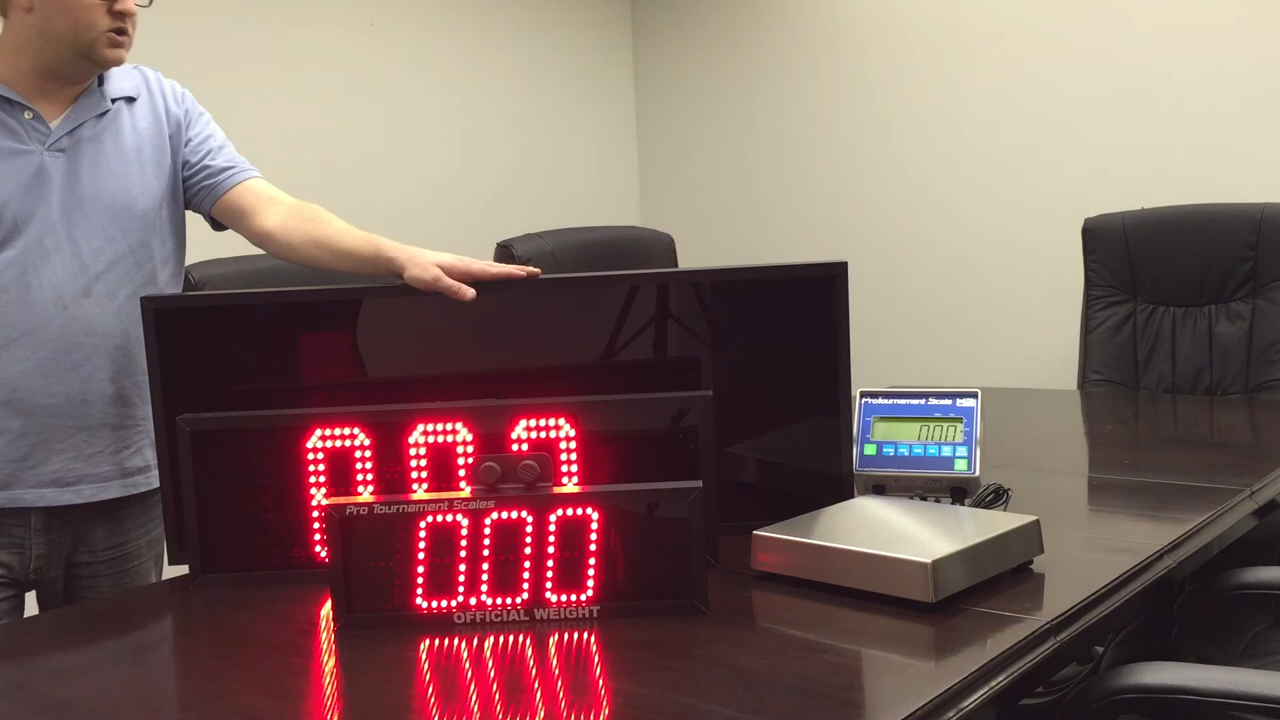 ProTournament Scale
0.00
Pro Tournament Scales
0.00
OFFICIAL WEIGHT